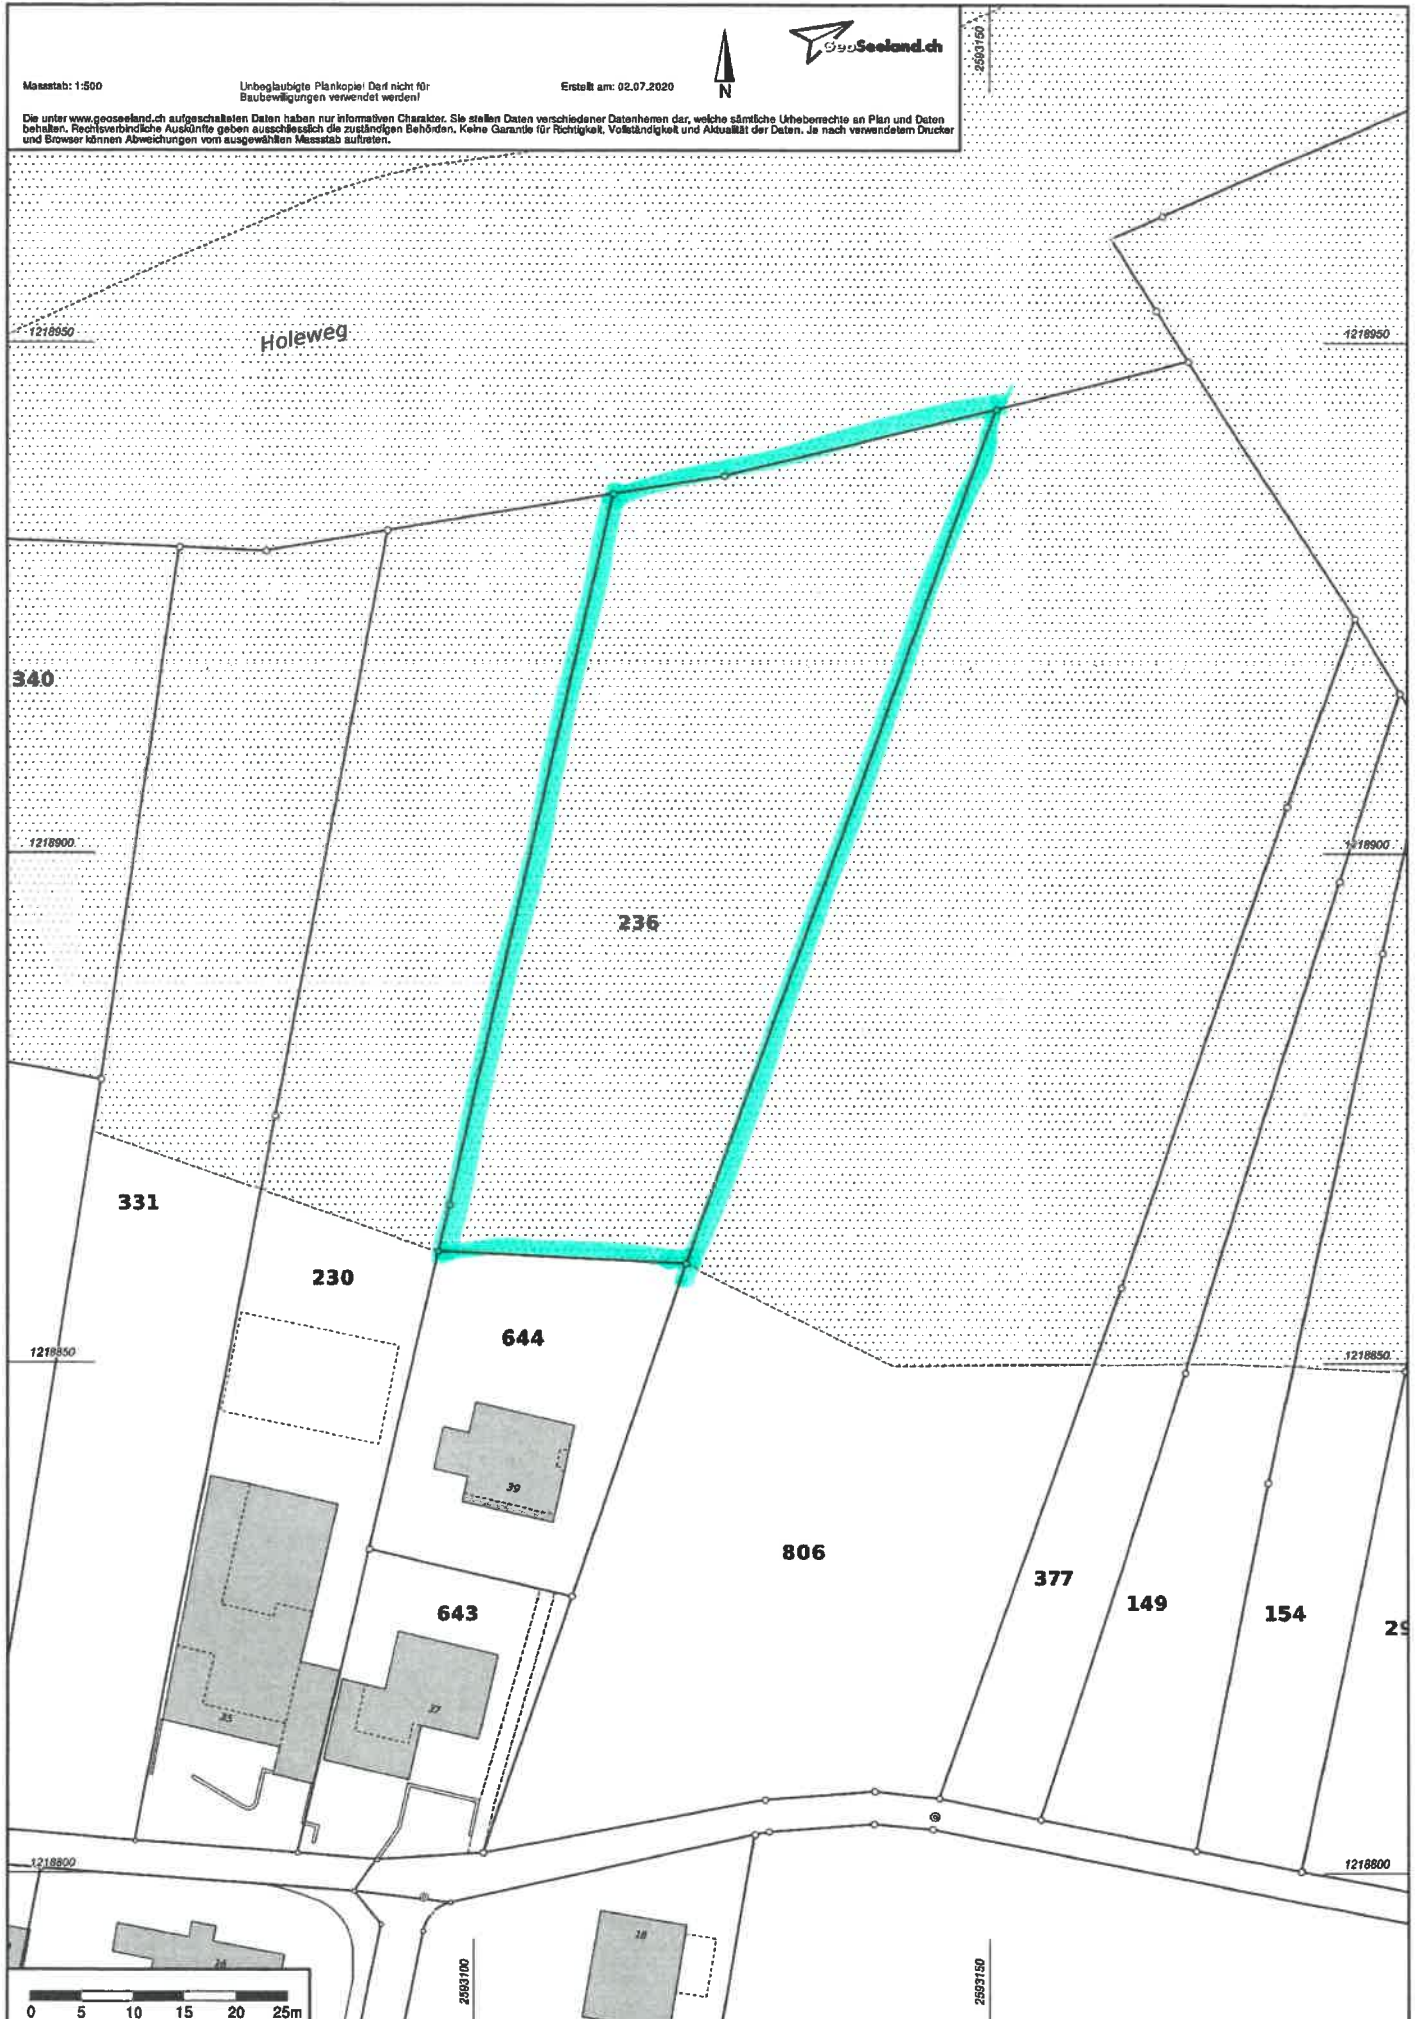 GeoSeeland.ch
Massstab: 1:500
Unbeglaubigte Plankopie! Darf nicht für
Baubewilligungen verwendet werden!
Erstellt am: 02.07.2020
N
Die unter www.geoseeland.ch aufgeschalteten Daten haben nur informativen Charakter. Sie stellen Daten verschiedener Datenherren dar, welche sämtliche Urheberrechte an Plan und Daten
behalten. Rechtsverbindliche Auskünfte geben ausschliesslich die zuständigen Behörden. Keine Garantie für Richtigkeit, Vollständigkeit und Aktualität der Daten. Je nach verwendetem Drucker
und Browser können Abweichungen vom ausgewählten Massstab auftreten.
2593150
1218950
Holeweg
1218950
340
1218900
1218900
236
331
230
644
1218850
1218850
39
806
377
149
154
29
643
35
37
1218800
1218800
16
18
2593100
2593150
0 5 10 15 20 25m